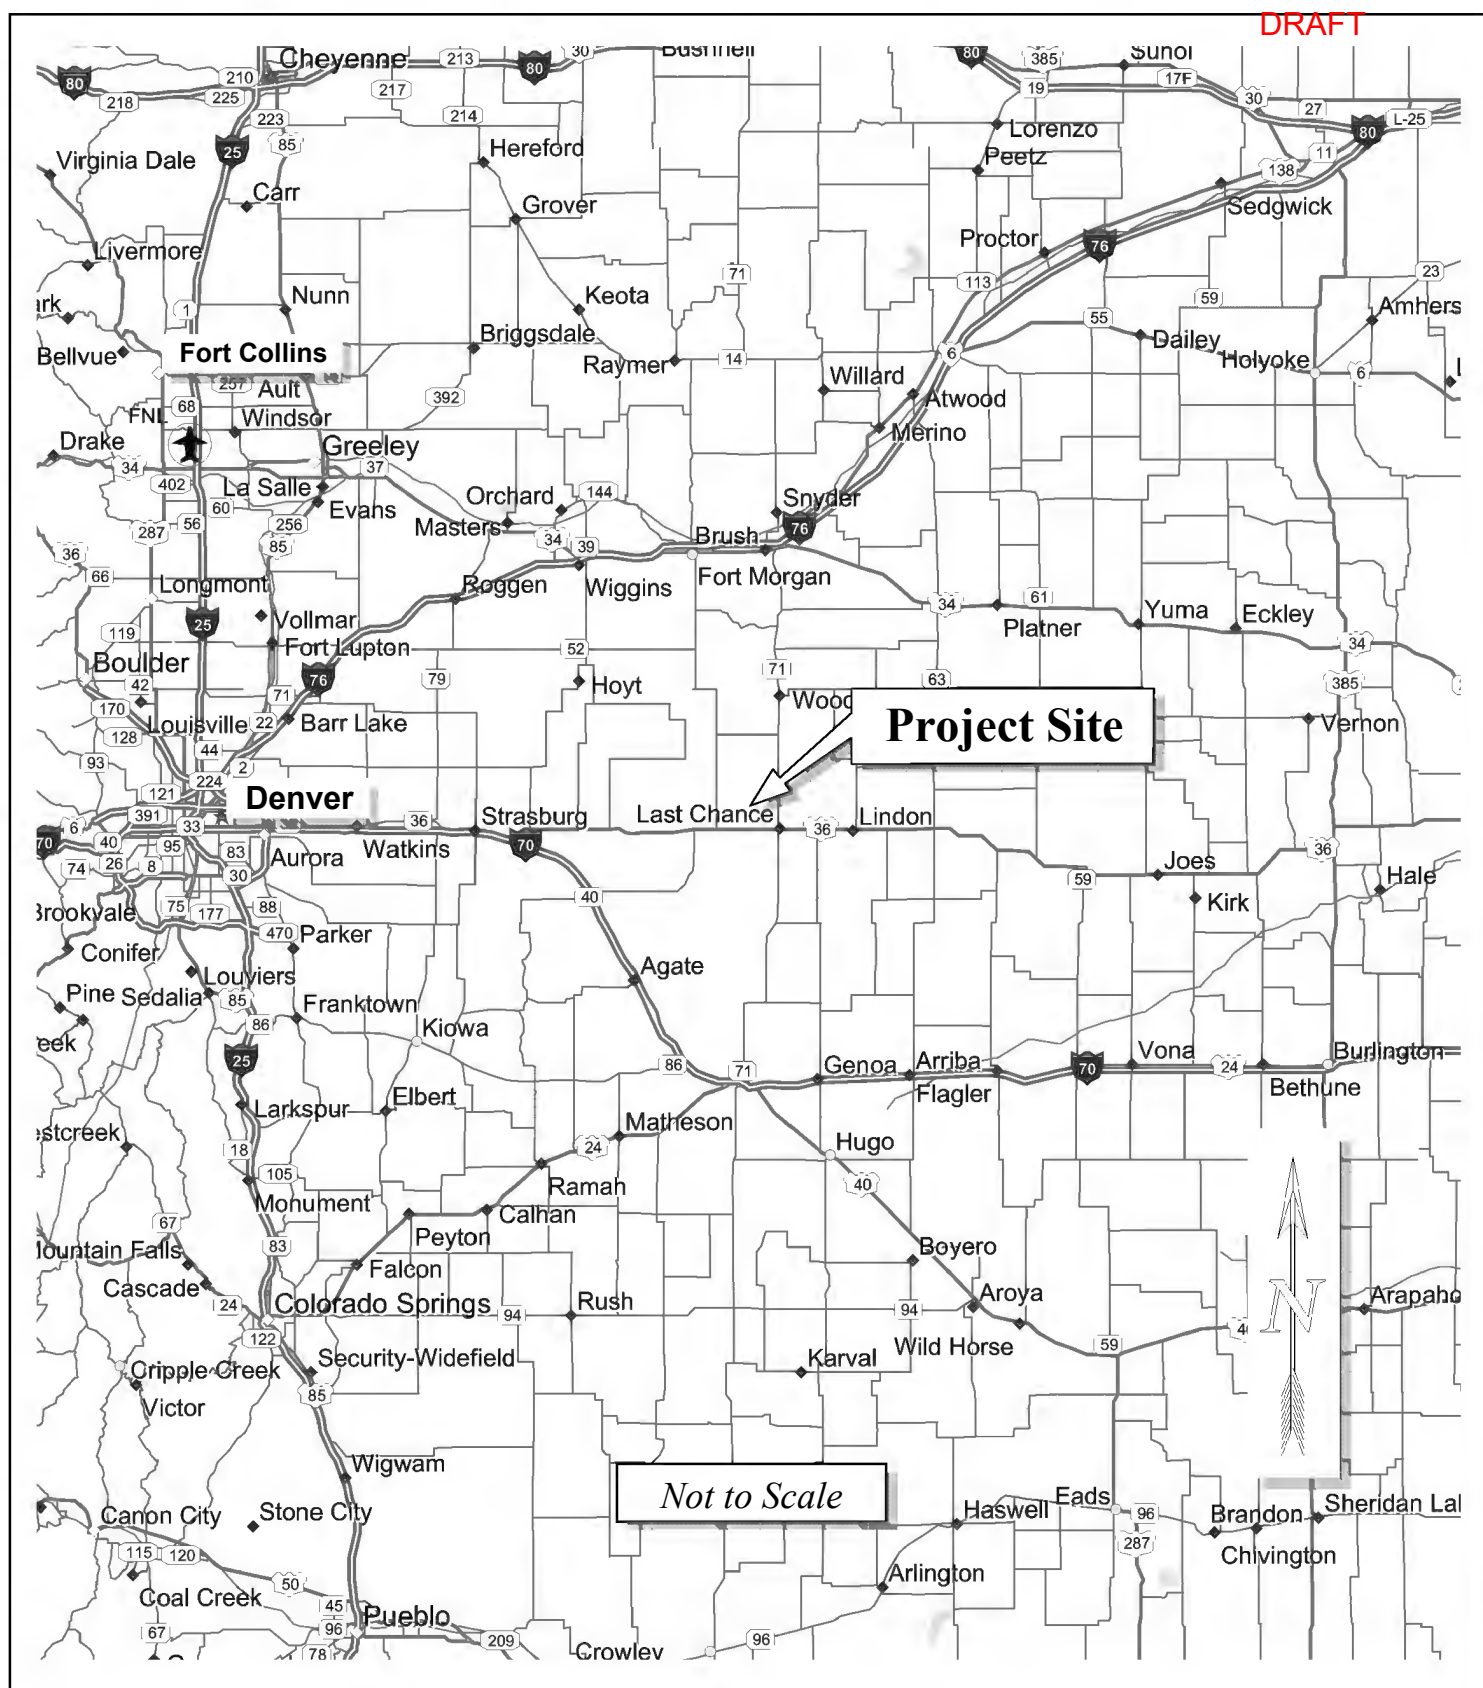 DRAFT
Cheyenne
213
80
30
Bushnell
80
385
Sunol
17F
80
210
217
19
30
27
218
225
L-25
223
214
80
Lorenzo
25
85
Hereford
Peetz
11
Virginia Dale
138
Carr
Grover
Sedgwick
Proctor
76
Livermore
71
113
23
Nunn
Keota
59
Amhers
ark
1
55
Briggsdale
Dailey
Bellvue
Fort Collins
Raymer
14
6
Holyoke
6
257
Ault
392
Willard
Atwood
FNL
68
Windsor
Merino
Drake
Greeley
34
37
402
La Salle
Orchard
144
Snyder
60
Evans
Masters
287
56
256
34
39
Brush
76
36
85
66
Longmont
Roggen
Wiggins
Fort Morgan
34
61
Yuma
Eckley
25
Vollmar
Platner
119
Fort Lupton
52
34
Boulder
76
79
71
63
385
42
71
Hoyt
Wood
170
Louisville
22
Barr Lake
Project Site
Vernon
128
44
93
2
224
121
Denver
391
Strasburg
Last Chance
6
33
36
36
Lindon
70
40
95
83
Aurora
Watkins
70
36
74
26
8
30
59
Joes
Hale
40
Kirk
Brookvale
75
177
88
470
Parker
Conifer
Louviers
Agate
Pine
Sedalia
85
Franktown
86
Kiowa
eek
25
86
71
Genoa
Arriba
70
Vona
24
Burlington
Flagler
Bethune
Larkspur
Elbert
Matheson
estcreek
18
24
Hugo
105
Ramah
40
Monument
67
Calhan
Peyton
83
Mountain Falls
Falcon
Boyero
Cascade
24
Colorado Springs
94
Rush
94
Aroya
N
Arapaho
122
Wild Horse
59
Cripple Creek
Security-Widefield
Karval
Victor
85
Wigwam
Not to Scale
Canon City
Stone City
Haswell
Eads
96
Brandon
Sheridan Lal
287
Chivington
115
120
Coal Creek
50
Arlington
45
Pueblo
67
96
209
96
78
Crowley